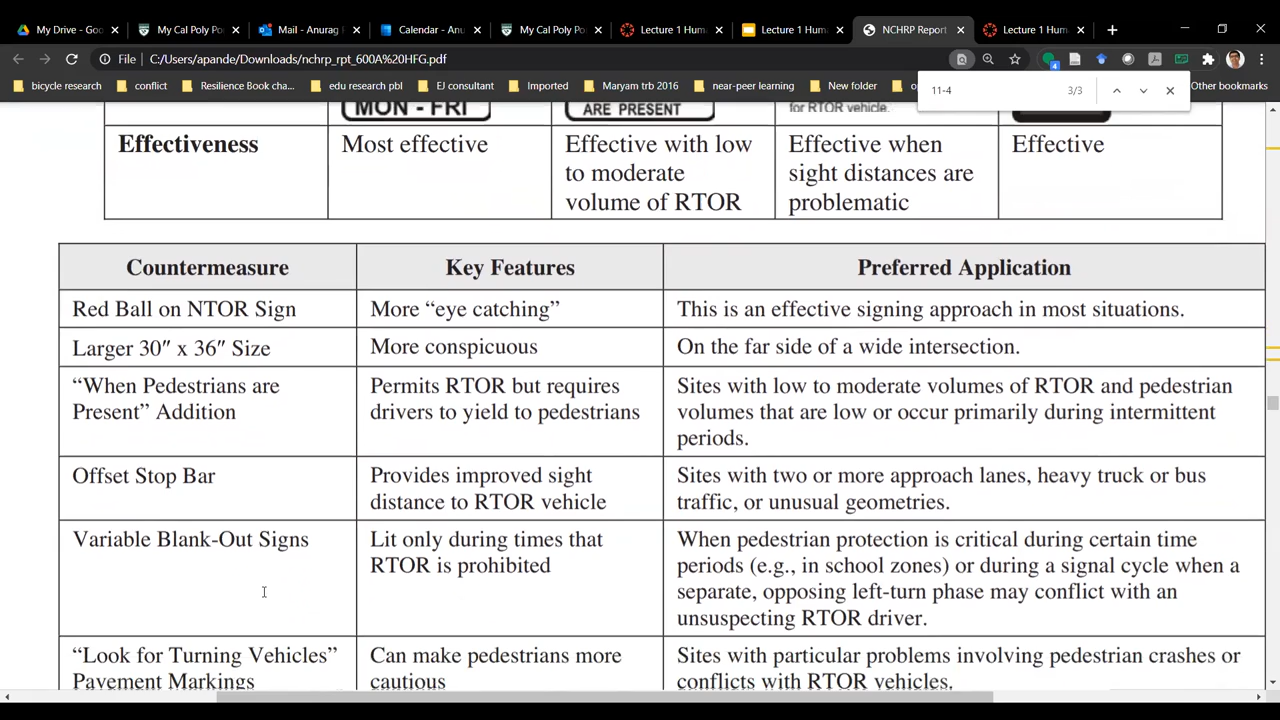 My Drive - Goo
My Cal Poly Po
Mail - Anurag
Calendar - Anu
My Cal Poly Po
Lecture 1 Hum
Lecture 1 Hum
NCHRP Report
Lecture 1 Hum
File C:/Users/apande/Downloads/nchrp_rpt_600A%20HFG.pdf
4
bicycle research
conflict
Resilience Book cha...
edu research pbl
EJ consultant
Imported
Maryam trb 2016
near-peer learning
New folder
Other bookmarks
11-4 3/3
MON - FRI
ARE PRESENT
for RTOR vehicle.
Effectiveness
Most effective
Effective with low
to moderate
volume of RTOR
Effective when
sight distances are
problematic
Effective
Countermeasure
Key Features
Preferred Application
Red Ball on NTOR Sign
More “eye catching”
This is an effective signing approach in most situations.
Larger 30″ x 36″ Size
More conspicuous
On the far side of a wide intersection.
“When Pedestrians are
Present” Addition
Permits RTOR but requires
drivers to yield to pedestrians
Sites with low to moderate volumes of RTOR and pedestrian
volumes that are low or occur primarily during intermittent
periods.
Offset Stop Bar
Provides improved sight
distance to RTOR vehicle
Sites with two or more approach lanes, heavy truck or bus
traffic, or unusual geometries.
Variable Blank-Out Signs
Lit only during times that
RTOR is prohibited
When pedestrian protection is critical during certain time
periods (e.g., in school zones) or during a signal cycle when a
separate, opposing left-turn phase may conflict with an
unsuspecting RTOR driver.
“Look for Turning Vehicles”
Pavement Markings
Can make pedestrians more
cautious
Sites with particular problems involving pedestrian crashes or
conflicts with RTOR vehicles.